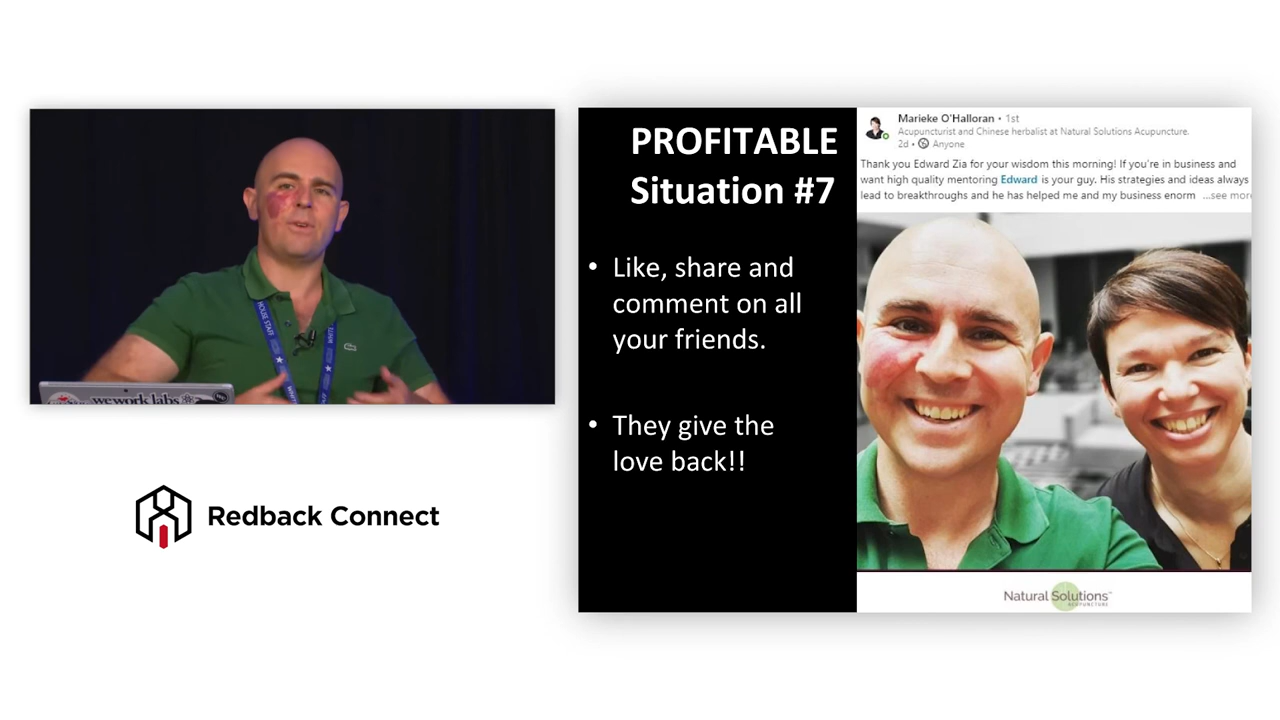 HOUSE STAFF
wework labs
Redback Connect
PROFITABLE
Situation #7
• Like, share and
comment on all
your friends.
• They give the
love back!!
Marieke O'Halloran • 1st
Acupuncturist and Chinese herbalist at Natural Solutions Acupuncture.
2d • Anyone
Thank you Edward Zia for your wisdom this morning! If you're in business and
want high quality mentoring Edward is your guy. His strategies and ideas always
lead to breakthroughs and he has helped me and my business enorm ...see more
Natural Solutions™
ACUPUNCTURE